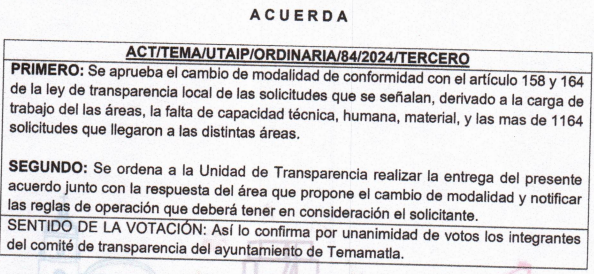 ACUERDA
ACT/TEMA/UTAIP/ORDINARIA/84/2024/TERCERO
PRIMERO: Se aprueba el cambio de modalidad de conformidad con el artículo 158 y 164
de la ley de transparencia local de las solicitudes que se señalan, derivado a la carga de
trabajo del las áreas, la falta de capacidad técnica, humana, material, y las mas de 1164
solicitudes que llegaron a las distintas áreas.
SEGUNDO: Se ordena a la Unidad de Transparencia realizar la entrega del presente
acuerdo junto con la respuesta del área que propone el cambio de modalidad y notificar
las reglas de operación que deberá tener en consideración el solicitante.
SENTIDO DE LA VOTACIÓN: Así lo confirma por unanimidad de votos los integrantes
del comité de transparencia del ayuntamiento de Temamatla.